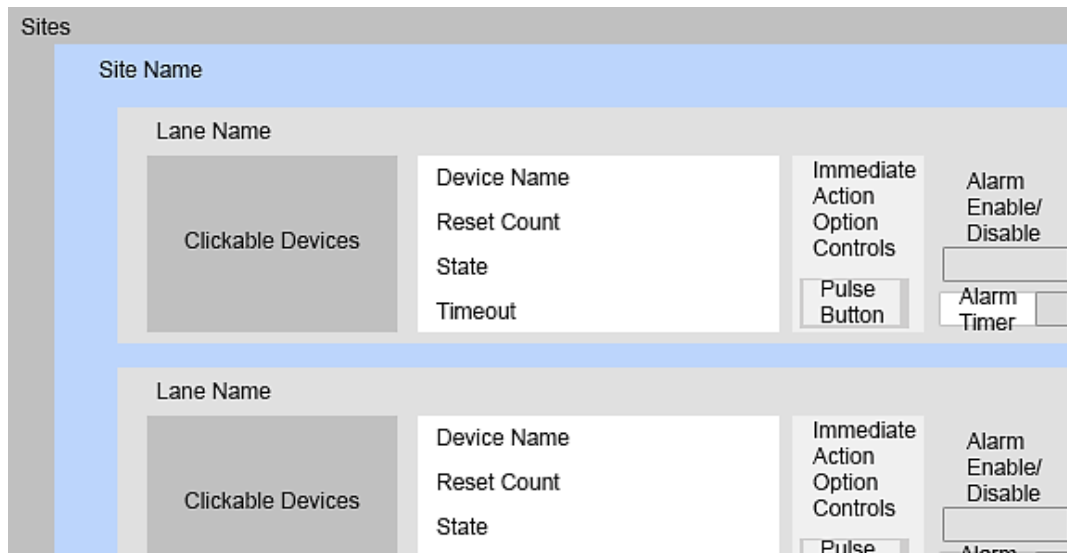 Sites
Site Name
Lane Name
Clickable Devices
Device Name
Reset Count
State
Timeout
Immediate
Action
Option
Controls
Pulse
Button
Alarm
Enable/
Disable
Alarm
Timer
Lane Name
Clickable Devices
Device Name
Reset Count
State
Immediate
Action
Option
Controls
Pulse
Alarm
Enable/
Disable
Alarm